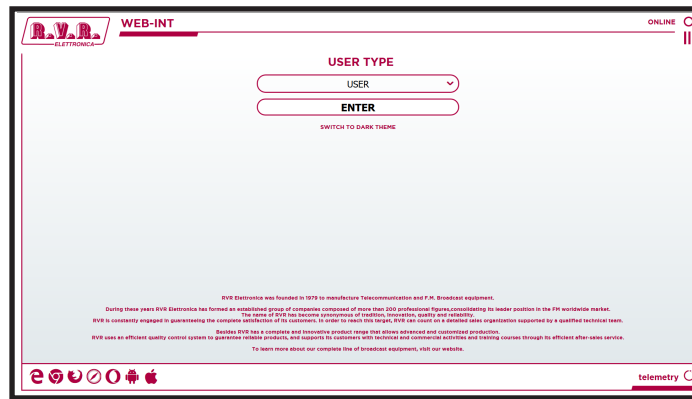 R.V.R.
ELETTRONICA
WEB-INT
ONLINE
USER TYPE
USER
ENTER
SWITCH TO DARK THEME
RVR Elettronica was founded in 1979 to manufacture Telecommunication and F.M. Broadcast equipment.
During these years RVR Elettronica has formed an established group of companies composed of more than 200 professional figures,consolidating its leader position in the FM worldwide market.
The name of RVR has become synonymous of tradition, innovation, quality and reliability.
RVR is constantly engaged in guaranteeing the complete satisfaction of its customers. In order to reach this target, RVR can count on a detailed sales organization supported by a qualified technical team.
Besides RVR has a complete and innovative product range that allows advanced and customized production.
RVR uses an efficient quality control system to guarantee reliable products, and supports its customers with technical and commercial activities and training courses through its efficient after-sales service.
To learn more about our complete line of broadcast equipment, visit our website.
telemetry